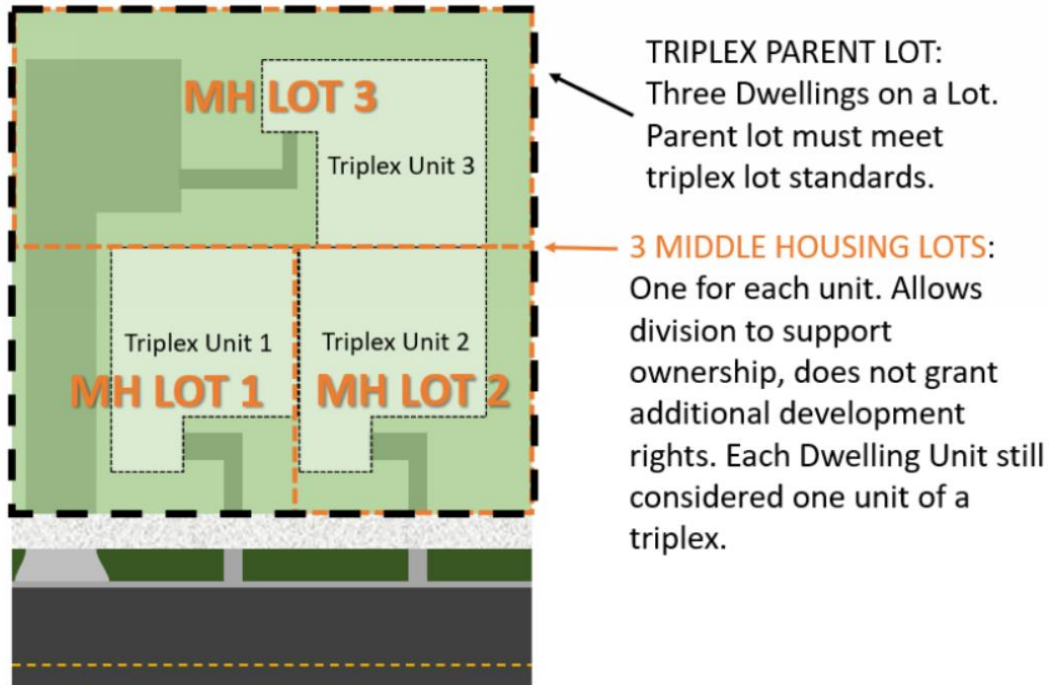 MH LOT 3
Triplex Unit 3
Triplex Unit 1
Triplex Unit 2
MH LOT 1
MH LOT 2
TRIPLEX PARENT LOT:
Three Dwellings on a Lot.
Parent lot must meet
triplex lot standards.
3 MIDDLE HOUSING LOTS:
One for each unit. Allows
division to support
ownership, does not grant
additional development
rights. Each Dwelling Unit still
considered one unit of a
triplex.